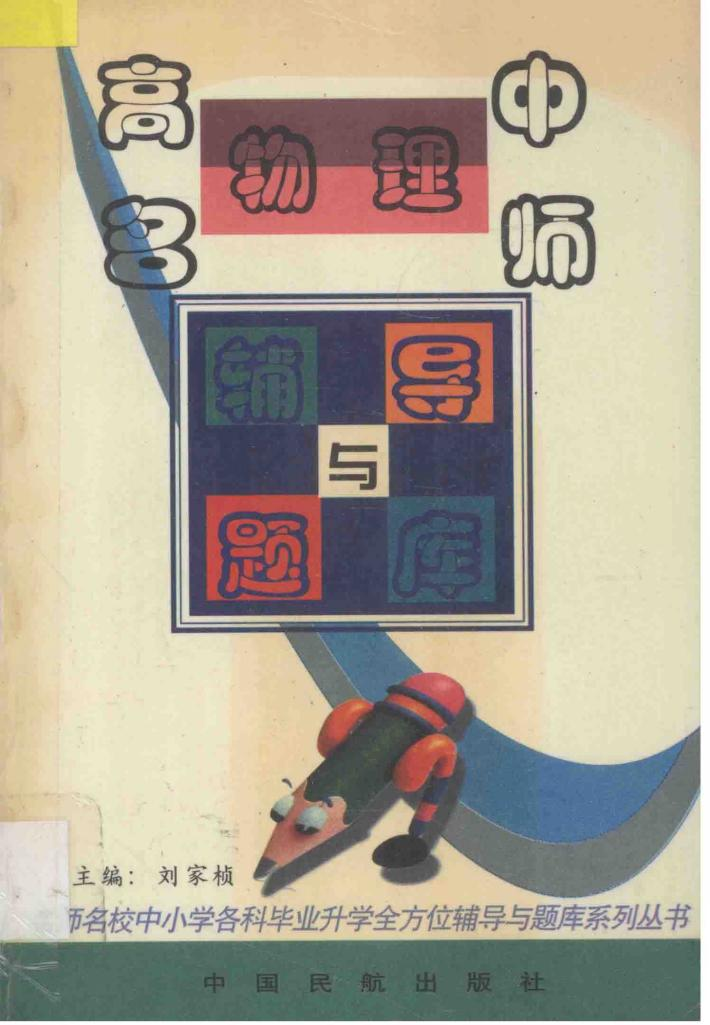 高中
物理
名师
辅导
与
题库
主编：刘家桢
师名校中小学各科毕业升学全方位辅导与题库系列丛书
中国民航出版社